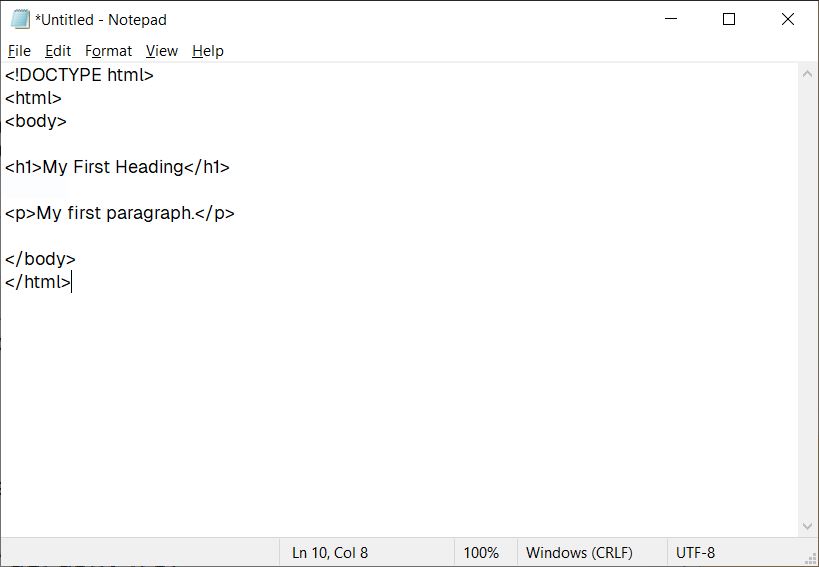 *Untitled - Notepad
File Edit Format View Help
<!DOCTYPE html>
<html>
<body>
<h1>My First Heading</h1>
<p>My first paragraph.</p>
</body>
</html>
Ln 10, Col 8 100% Windows (CRLF) UTF-8